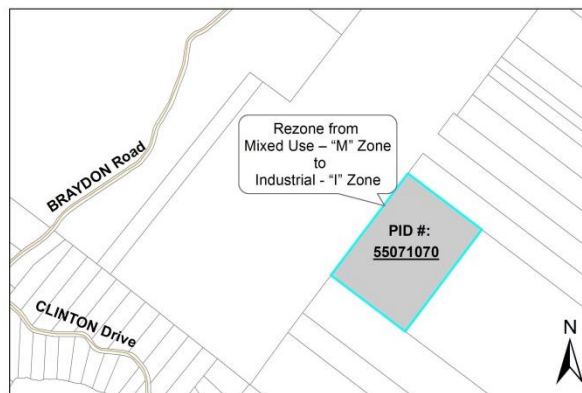 Rezone from
Mixed Use – "M" Zone
to
Industrial - "I" Zone
BRAYDON Road
PID #:
55071070
CLINTON Drive
N